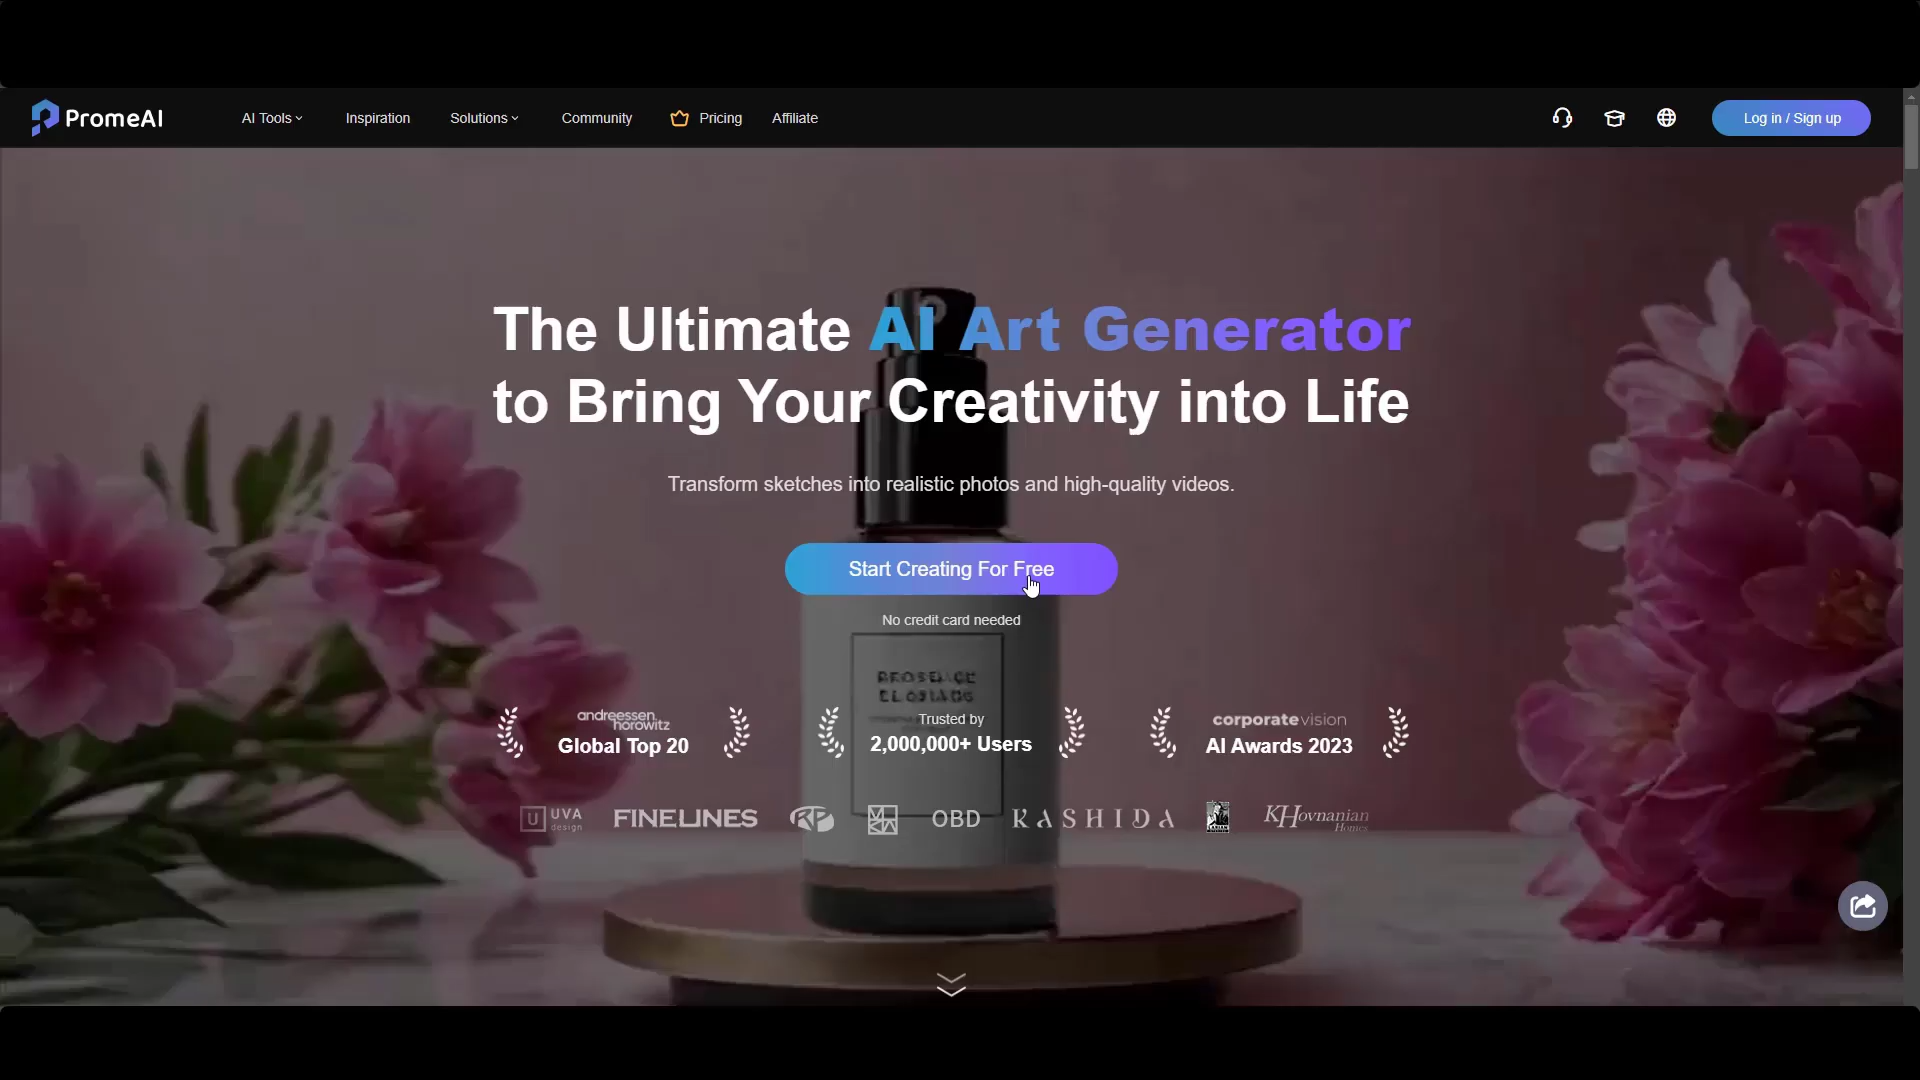 PromeAI
AI Tools
Inspiration
Solutions
Community
Pricing
Affiliate
Log in / Sign up
The Ultimate AI Art Generator
to Bring Your Creativity into Life
Transform sketches into realistic photos and high-quality videos.
Start Creating For Free
No credit card needed
andreessen.
horowitz
Global Top 20
Trusted by
2,000,000+ Users
corporatevision
AI Awards 2023
UVA
design
FINELINES
RP
OBD
KASHIDA
KHovnanian
Homes